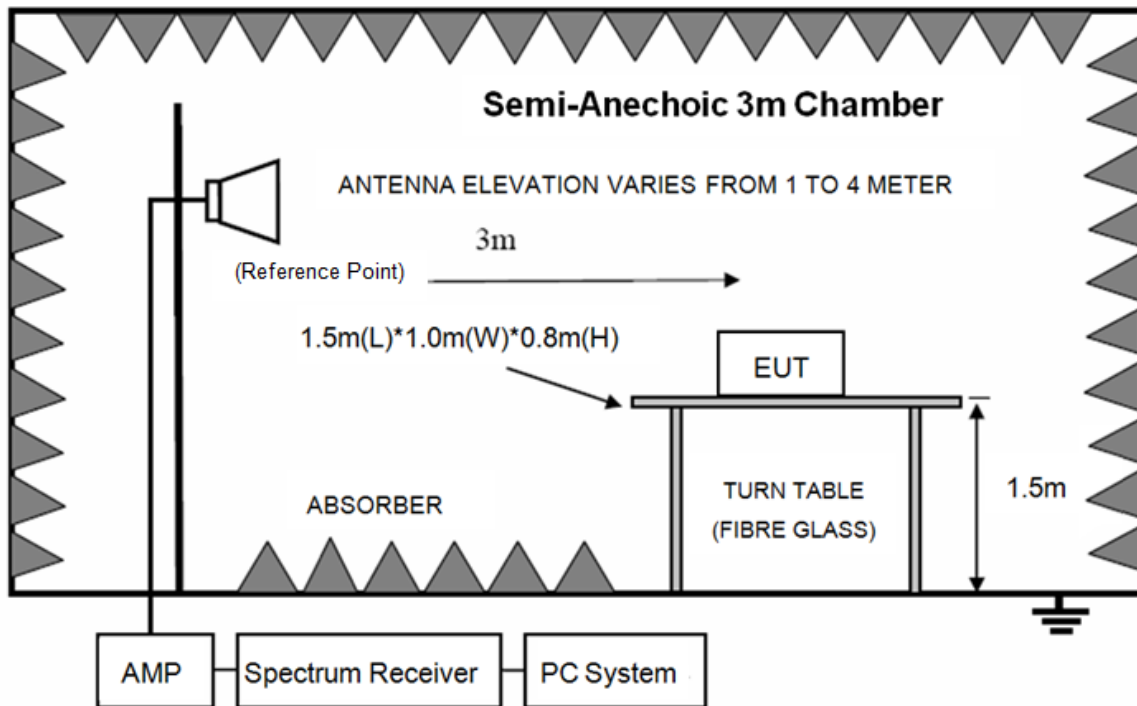 Semi-Anechoic 3m Chamber
ANTENNA ELEVATION VARIES FROM 1 TO 4 METER
3m
(Reference Point)
1.5m(L)*1.0m(W)*0.8m(H)
EUT
ABSORBER
TURN TABLE
(FIBRE GLASS)
1.5m
AMP
Spectrum Receiver
PC System